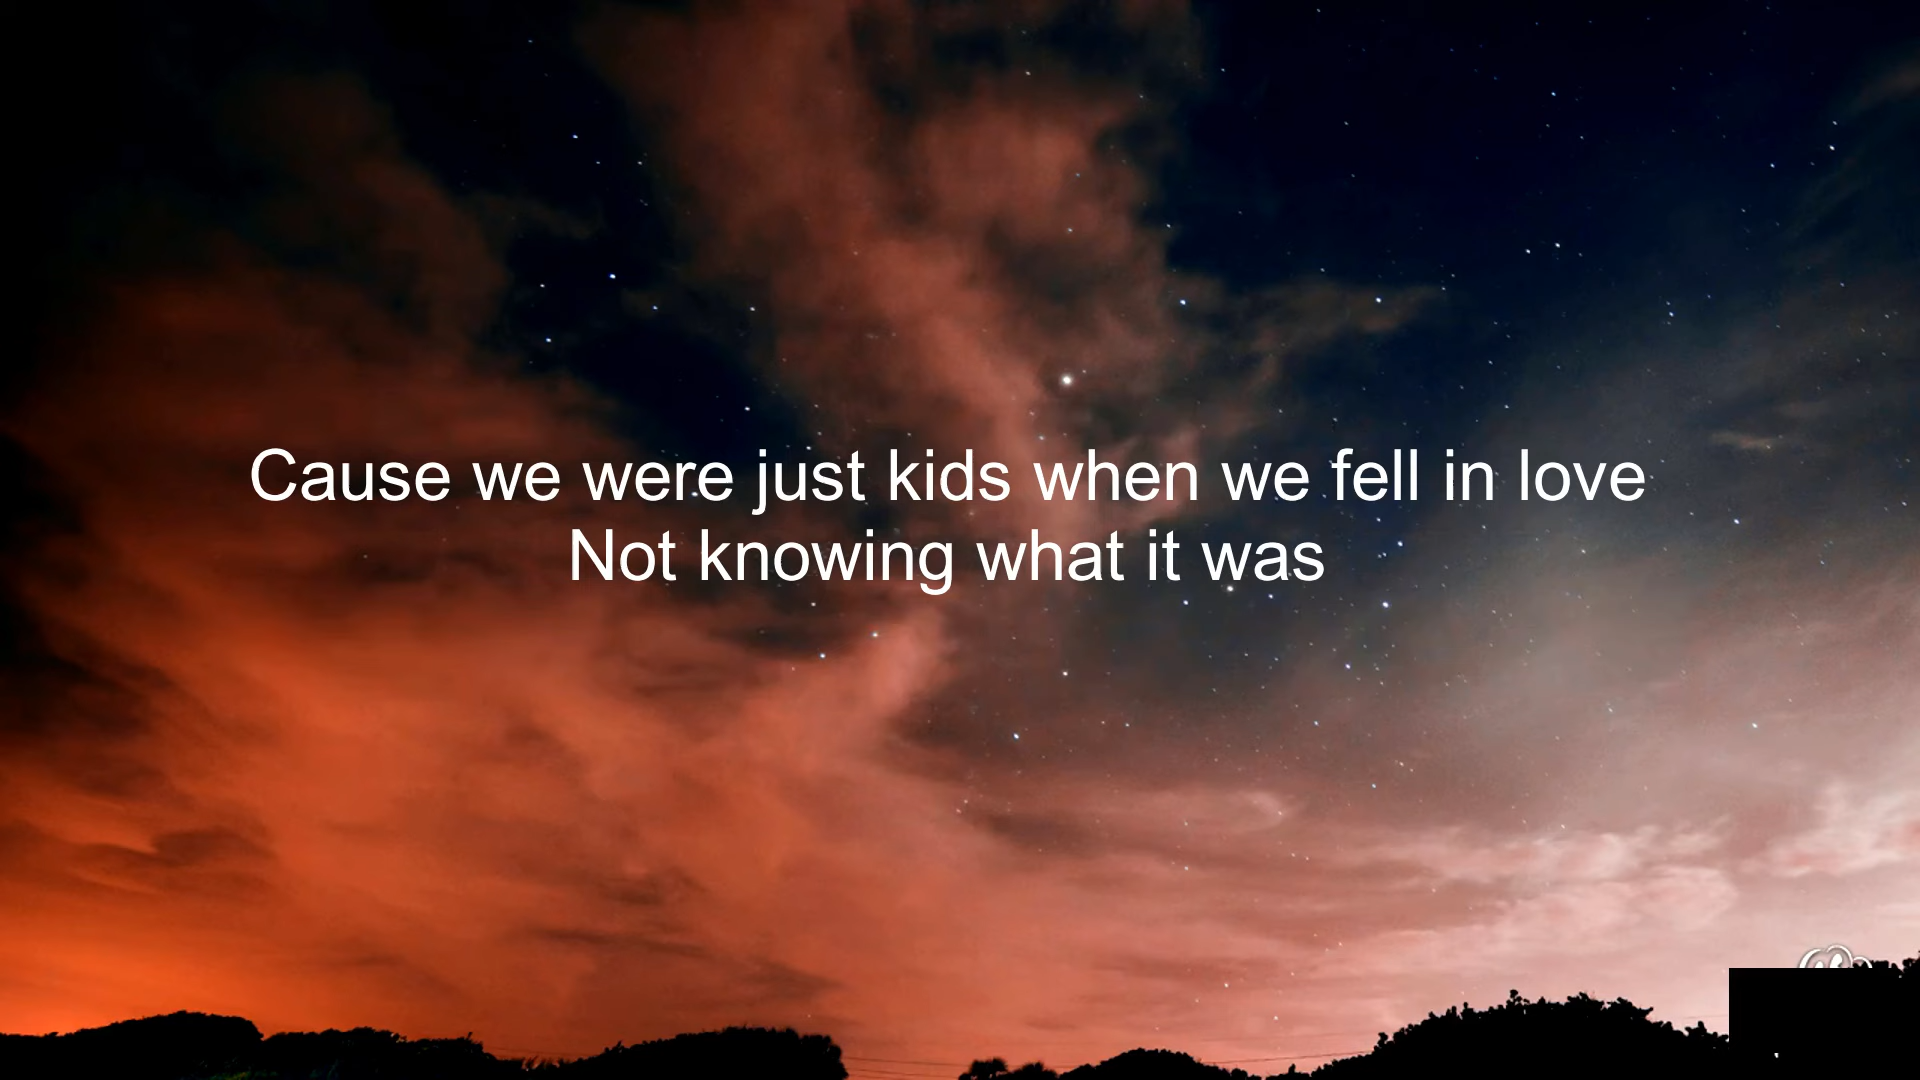 Cause we were just kids when we fell in love
Not knowing what it was